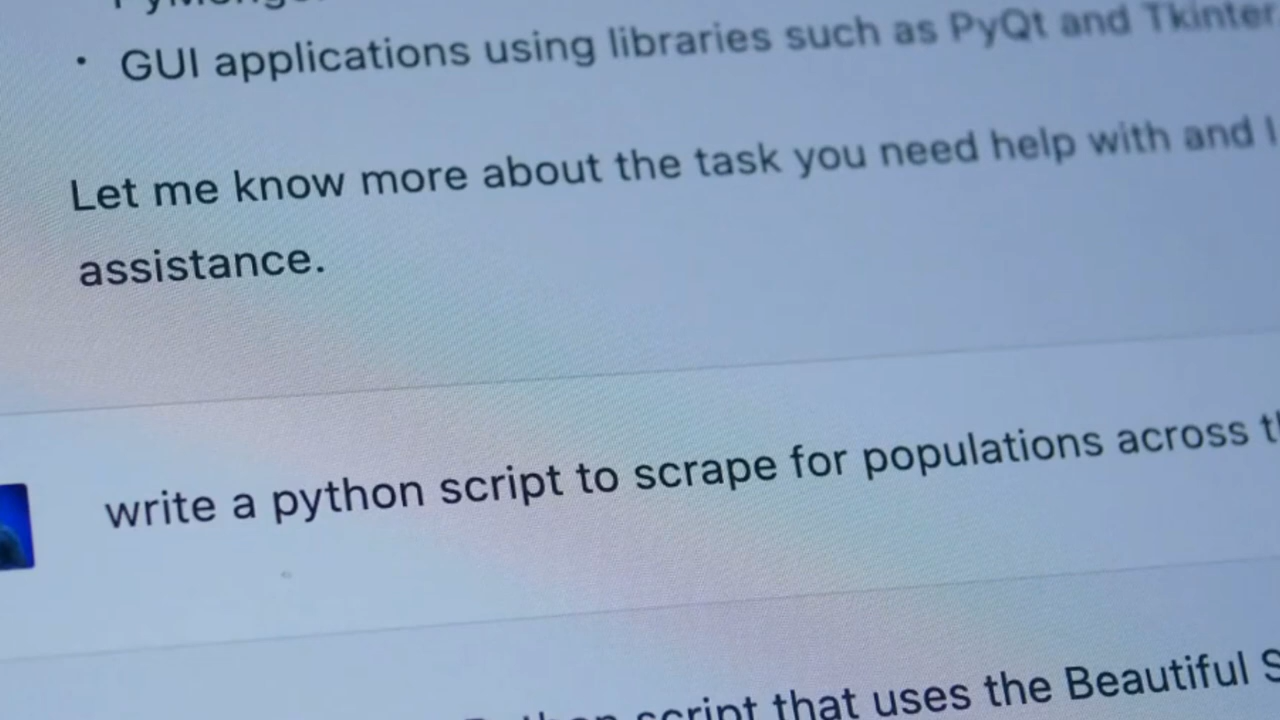 • GUI applications using libraries such as PyQt and Tkinter
Let me know more about the task you need help with and I
assistance.
write a python script to scrape for populations across
script that uses the Beautiful